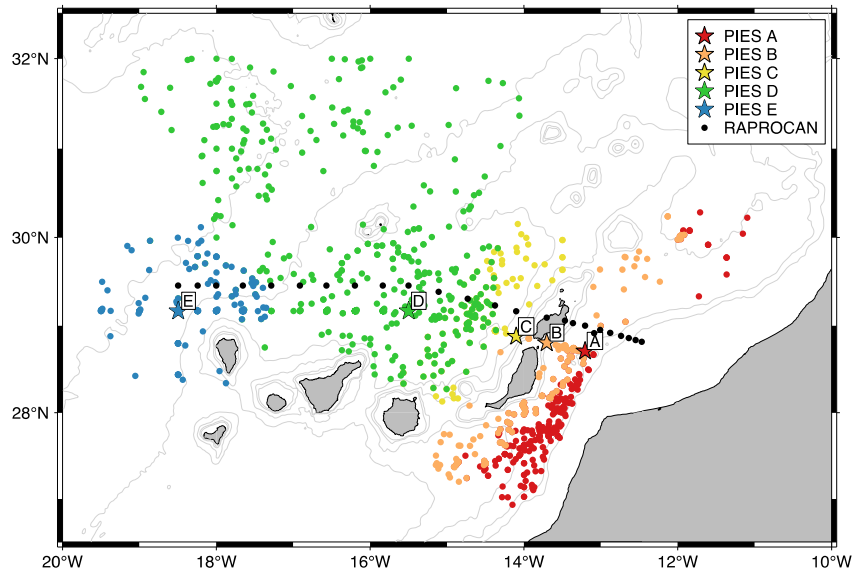 32°N
30°N
28°N
20°W 18°W 16°W 14°W 12°W 10°W
PIES A
PIES B
PIES C
PIES D
PIES E
RAPROCAN
E
D
C
B
A